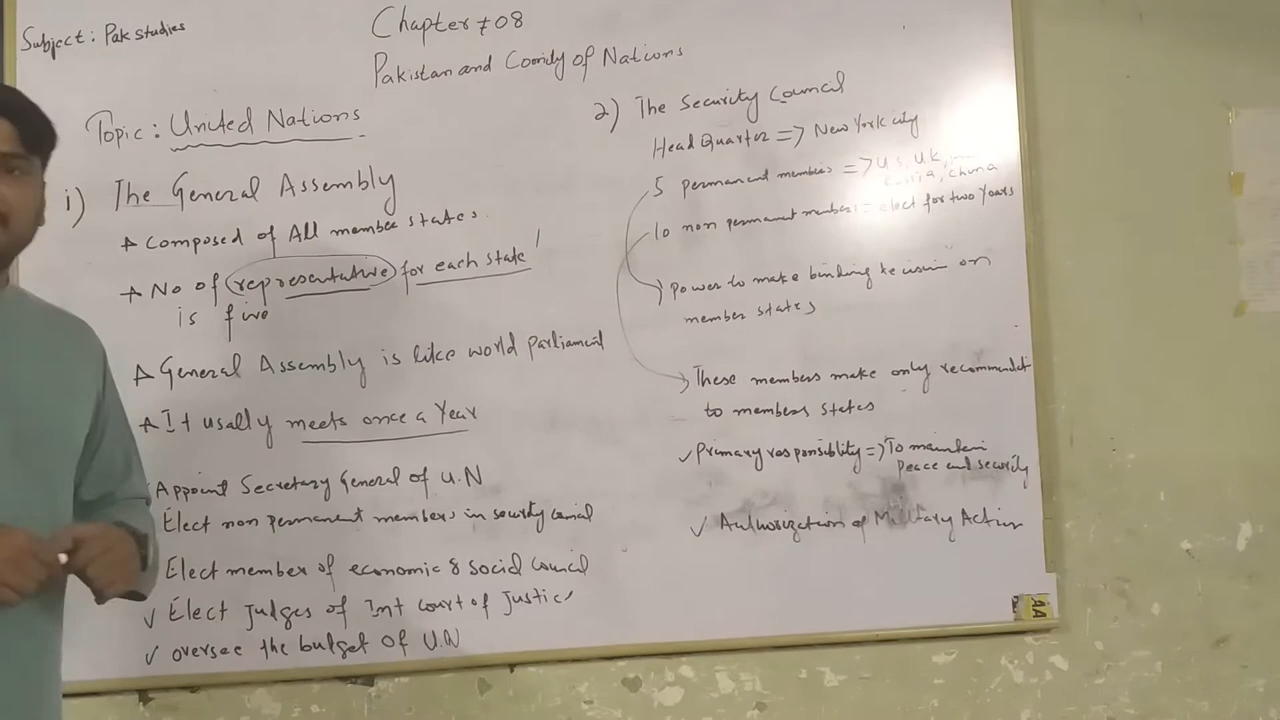 Subject: Pak studies
Chapter # 08
Pakistan and Comidy of Nations
Topic: United Nations
1) The General Assembly
Composed of All member states.
No of representative for each state
is five
General Assembly is like world parliament
It usally meets once a Year
Appoint Secretary General of U.N
Elect non permanent members in security council
Elect member of economic & social council
✓ Elect Judges of Int court of Justice
✓ oversee the budget of U.N
2) The Security Council
Head Quarter => New York city
5 permanent members => U S, U.K,
China
10 non permanent member: = elect for two Years
power to make binding decision on
member states
These members make only recommendat
to members states
✓ Primary responsiblity => To maintain
Peace and security
✓ Authorization of Military Action
AA